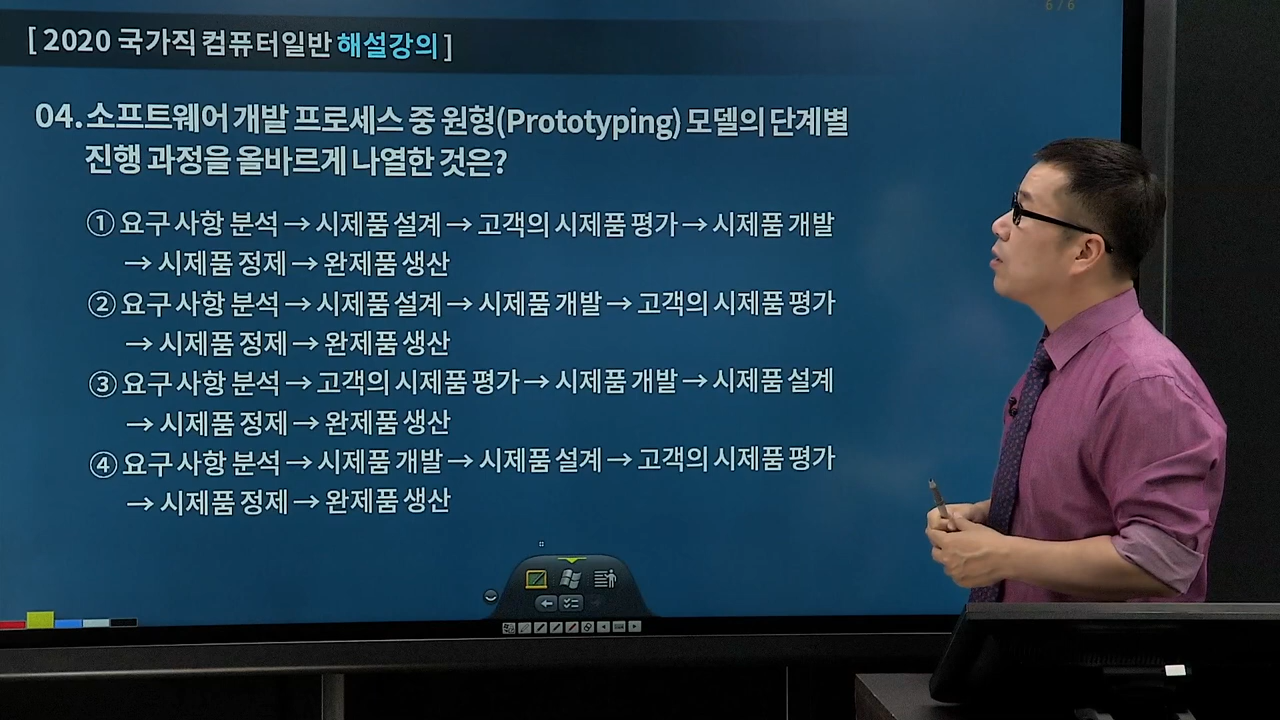 6 / 6
[ 2020 국가직 컴퓨터일반 해설강의 ]
04. 소프트웨어 개발 프로세스 중 원형(Prototyping) 모델의 단계별
진행 과정을 올바르게 나열한 것은?
① 요구 사항 분석 → 시제품 설계 → 고객의 시제품 평가 → 시제품 개발
→ 시제품 정제 → 완제품 생산
② 요구 사항 분석 → 시제품 설계 → 시제품 개발 → 고객의 시제품 평가
→ 시제품 정제 → 완제품 생산
③ 요구 사항 분석 → 고객의 시제품 평가 → 시제품 개발 → 시제품 설계
→ 시제품 정제 → 완제품 생산
④ 요구 사항 분석 → 시제품 개발 → 시제품 설계 → 고객의 시제품 평가
→ 시제품 정제 → 완제품 생산